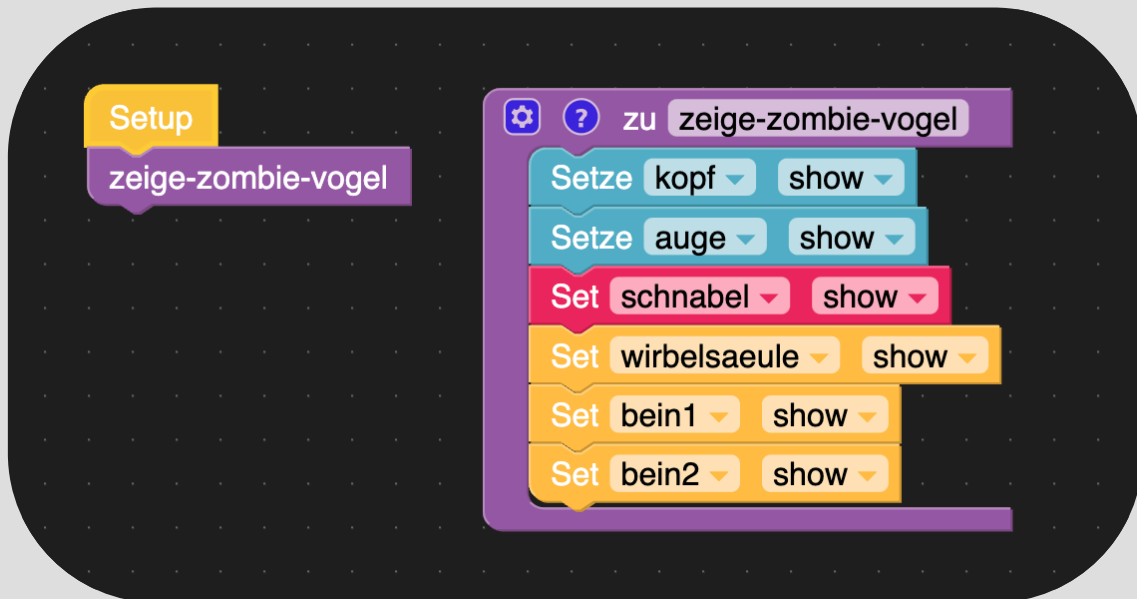 Setup
zeige-zombie-vogel
? zu zeige-zombie-vogel
Setze kopf show
Setze auge show
Set schnabel show
Set wirbelsaeule show
Set bein1 show
Set bein2 show